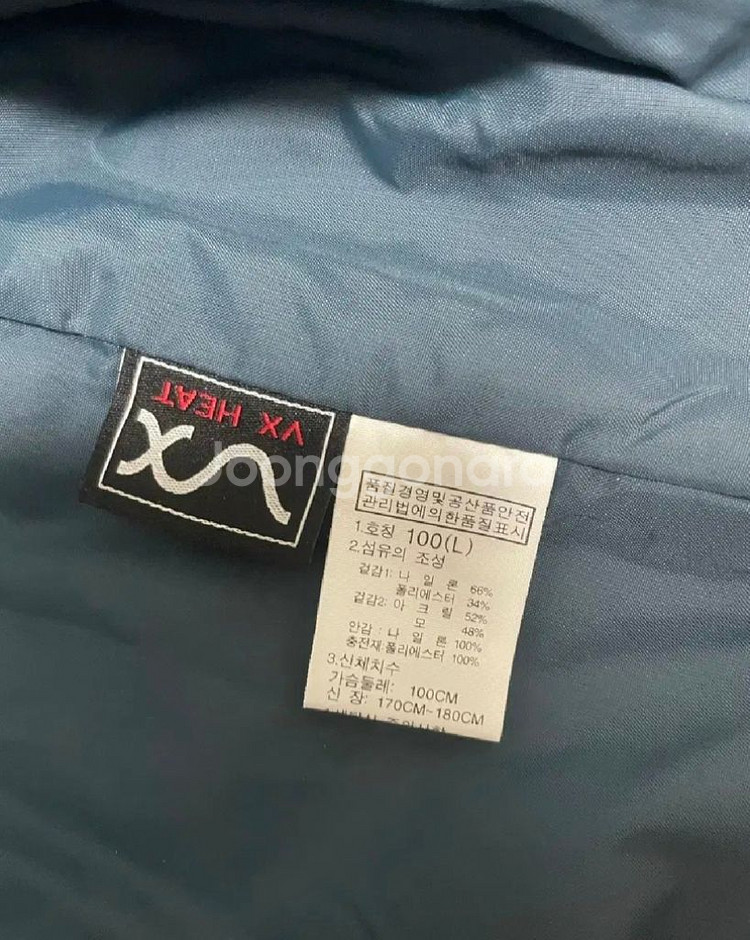 VX HEAT
Joonggonara
품질경영및공산품안전
관리법에의한품질표시
1.호칭 100(L)
2.섬유의 조성
겉감1: 나 일 론 66%
폴리에스터 34%
겉감2: 아 크 릴 52%
모 48%
안감 : 나 일 론 100%
충전재:폴리에스터 100%
3.신체치수
가슴둘레: 100CM
신 장: 170CM~180CM